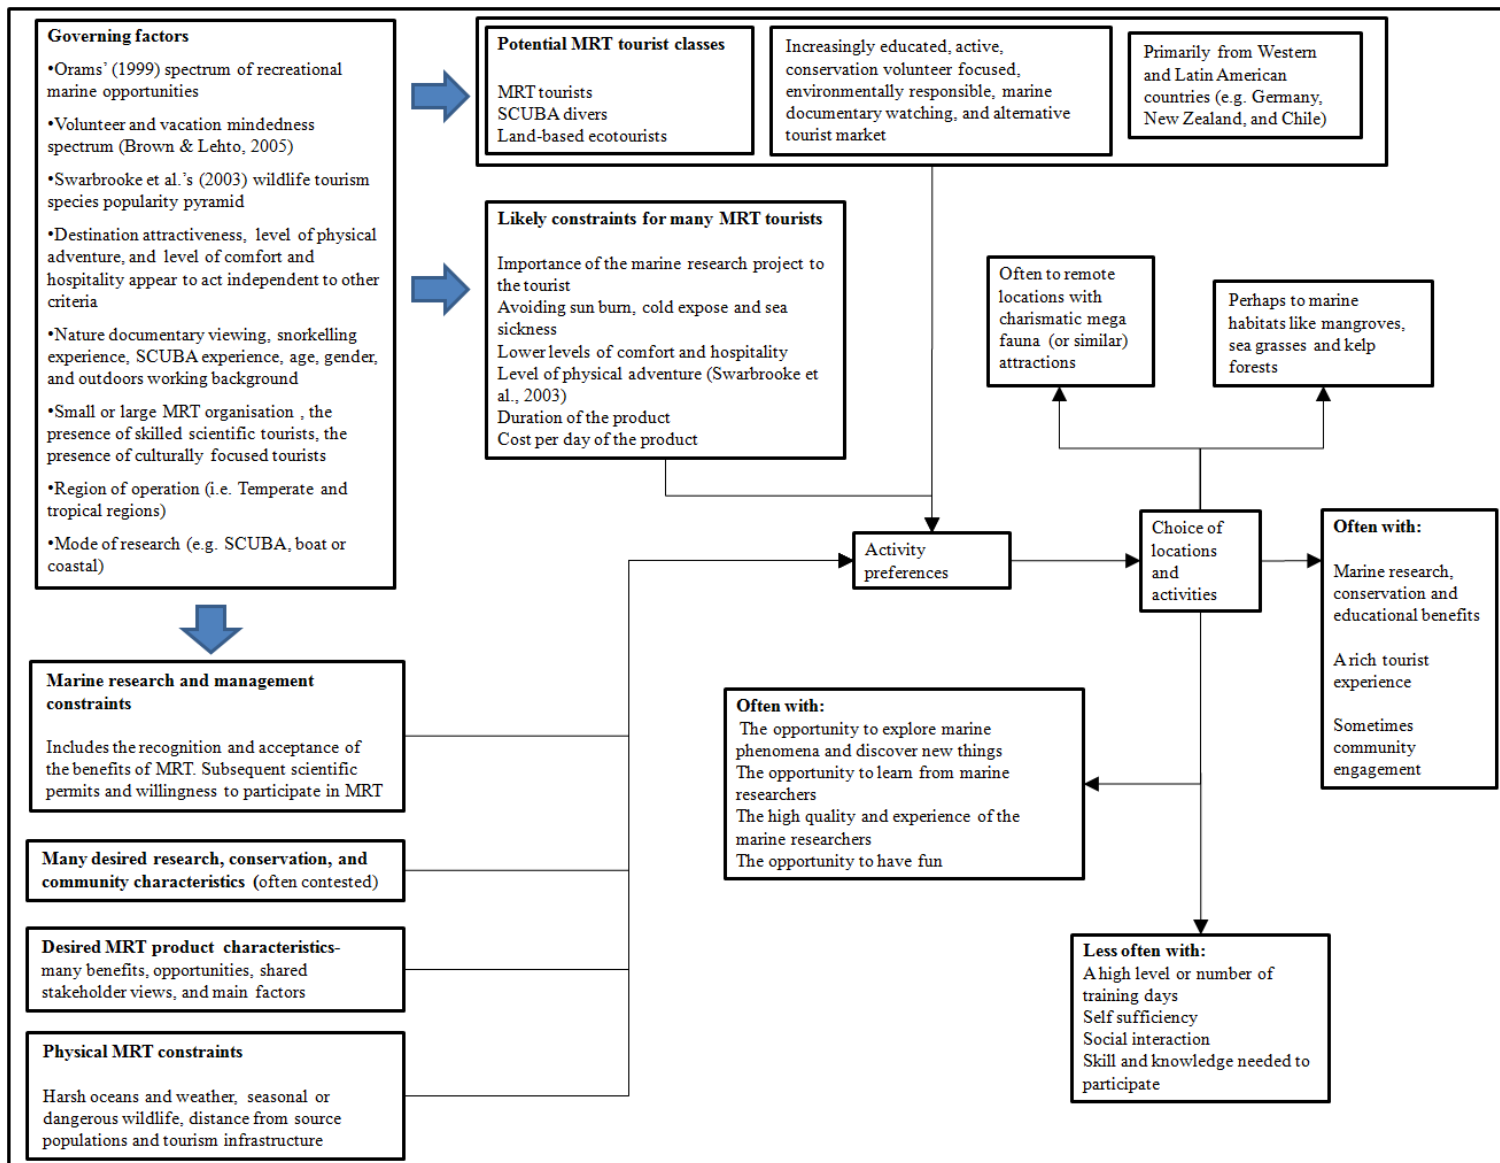 Governing factors
•Orams’ (1999) spectrum of recreational
marine opportunities
•Volunteer and vacation mindedness
spectrum (Brown & Lehto, 2005)
•Swarbrooke et al.’s (2003) wildlife tourism
species popularity pyramid
•Destination attractiveness, level of physical
adventure, and level of comfort and
hospitality appear to act independent to other
criteria
•Nature documentary viewing, snorkelling
experience, SCUBA experience, age, gender,
and outdoors working background
•Small or large MRT organisation , the
presence of skilled scientific tourists, the
presence of culturally focused tourists
•Region of operation (i.e. Temperate and
tropical regions)
•Mode of research (e.g. SCUBA, boat or
coastal)
Potential MRT tourist classes
MRT tourists
SCUBA divers
Land-based ecotourists
Increasingly educated, active,
conservation volunteer focused,
environmentally responsible, marine
documentary watching, and alternative
tourist market
Primarily from Western
and Latin American
countries (e.g. Germany,
New Zealand, and Chile)
Likely constraints for many MRT tourists
Importance of the marine research project to
the tourist
Avoiding sun burn, cold expose and sea
sickness
Lower levels of comfort and hospitality
Level of physical adventure (Swarbrooke et
al., 2003)
Duration of the product
Cost per day of the product
Often to remote
locations with
charismatic mega
fauna (or similar)
attractions
Perhaps to marine
habitats like mangroves,
sea grasses and kelp
forests
Activity
preferences
Choice of
locations
and
activities
Often with:
Marine research,
conservation and
educational benefits
A rich tourist
experience
Sometimes
community
engagement
Marine research and management
constraints
Includes the recognition and acceptance of
the benefits of MRT. Subsequent scientific
permits and willingness to participate in MRT
Often with:
The opportunity to explore marine
phenomena and discover new things
The opportunity to learn from marine
researchers
The high quality and experience of the
marine researchers
The opportunity to have fun
Many desired research, conservation, and
community characteristics (often contested)
Desired MRT product characteristics-
many benefits, opportunities, shared
stakeholder views, and main factors
Less often with:
A high level or number of
training days
Self sufficiency
Social interaction
Skill and knowledge needed to
participate
Physical MRT constraints
Harsh oceans and weather, seasonal or
dangerous wildlife, distance from source
populations and tourism infrastructure